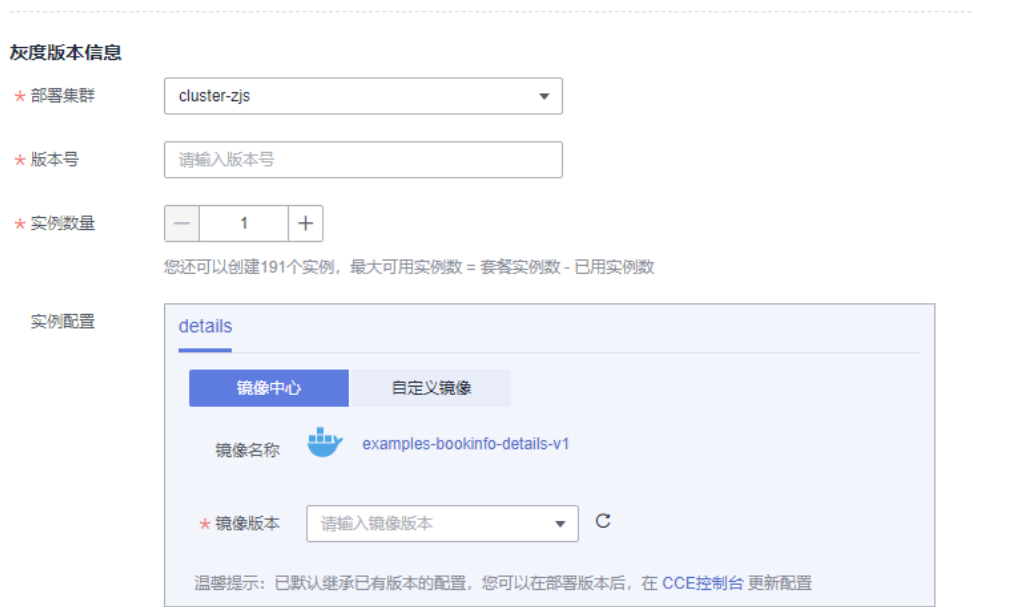 灰度版本信息
* 部署集群 cluster-zjs
* 版本号 请输入版本号
* 实例数量 — 1 +
您还可以创建191个实例，最大可用实例数 = 套餐实例数 - 已用实例数
实例配置 details
镜像中心 自定义镜像
镜像名称 examples-bookinfo-details-v1
* 镜像版本 请输入镜像版本
温馨提示：已默认继承已有版本的配置，您可以在部署版本后，在 CCE控制台 更新配置